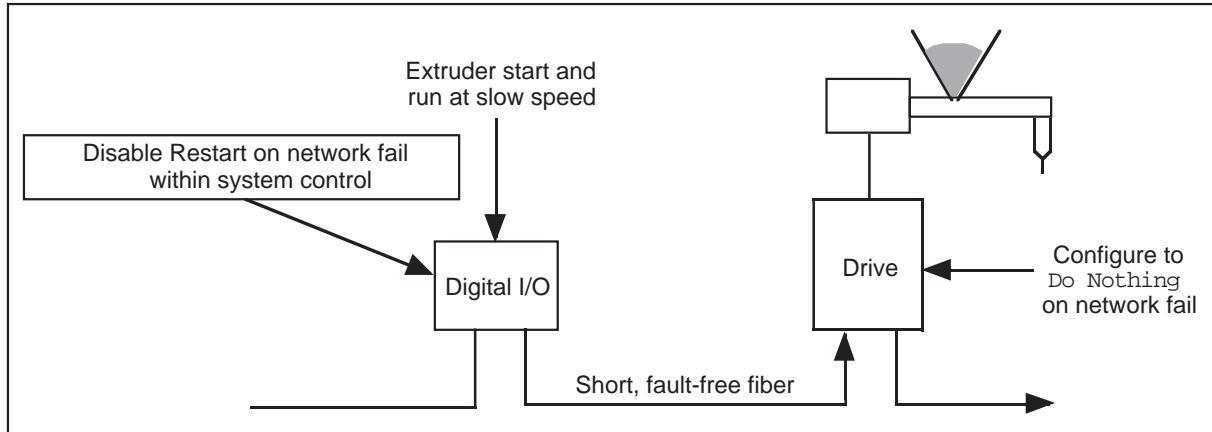 Extruder start and
run at slow speed
Disable Restart on network fail
within system control
Digital I/O
Drive
Configure to
Do Nothing
on network fail
Short, fault-free fiber